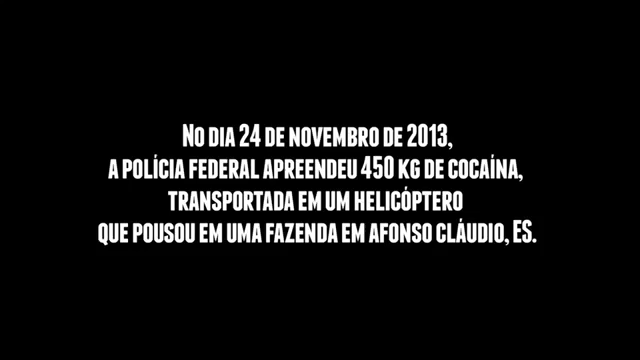 No dia 24 de novembro de 2013,
a polícia federal apreendeu 450 kg de cocaína,
transportada em um helicóptero
que pousou em uma fazenda em afonso cláudio, ES.